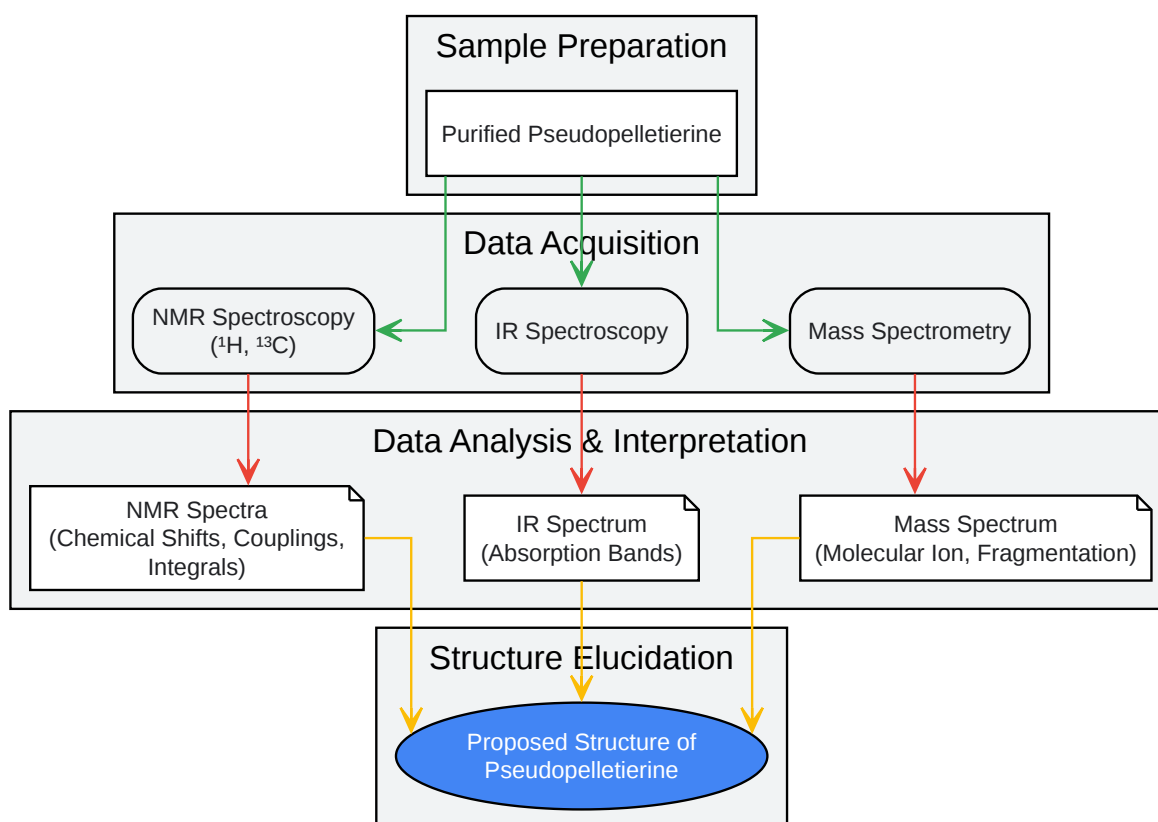 Sample Preparation
Purified Pseudopelletierine
Data Acquisition
NMR Spectroscopy
(¹H, ¹³C)
IR Spectroscopy
Mass Spectrometry
Data Analysis & Interpretation
NMR Spectra
(Chemical Shifts, Couplings,
Integrals)
IR Spectrum
(Absorption Bands)
Mass Spectrum
(Molecular Ion, Fragmentation)
Structure Elucidation
Proposed Structure of
Pseudopelletierine